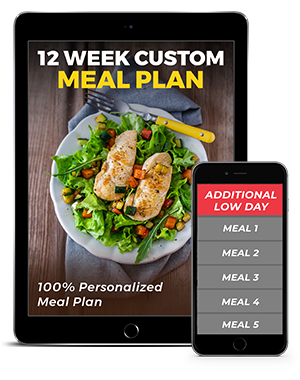 12 WEEK CUSTOM
MEAL PLAN
100% Personalized
Meal Plan
ADDITIONAL
LOW DAY
MEAL 1
MEAL 2
MEAL 3
MEAL 4
MEAL 5